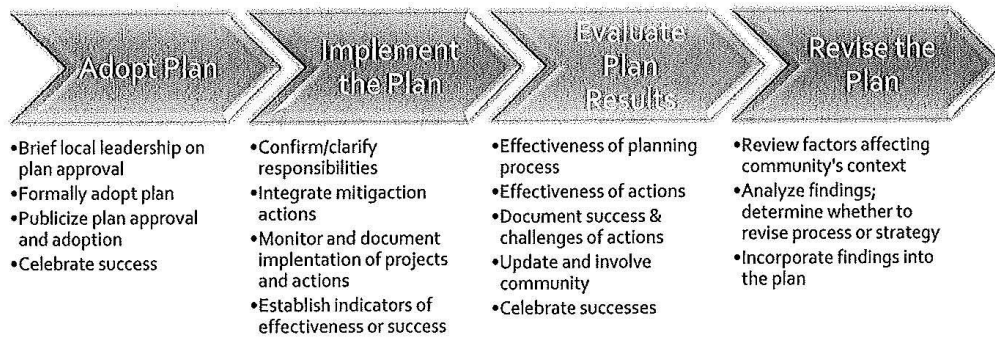 Adopt Plan
•Brief local leadership on
plan approval
•Formally adopt plan
•Publicize plan approval
and adoption
•Celebrate success
Implement
the Plan
•Confirm/clarify
responsibilities
•Integrate mitigaction
actions
•Monitor and document
implentation of projects
and actions
•Establish indicators of
effectiveness or success
Evaluate
Plan
Results
•Effectiveness of planning
process
•Effectiveness of actions
•Document success &
challenges of actions
•Update and involve
community
•Celebrate successes
Revise the
Plan
•Review factors affecting
community's context
•Analyze findings;
determine whether to
revise process or strategy
•Incorporate findings into
the plan